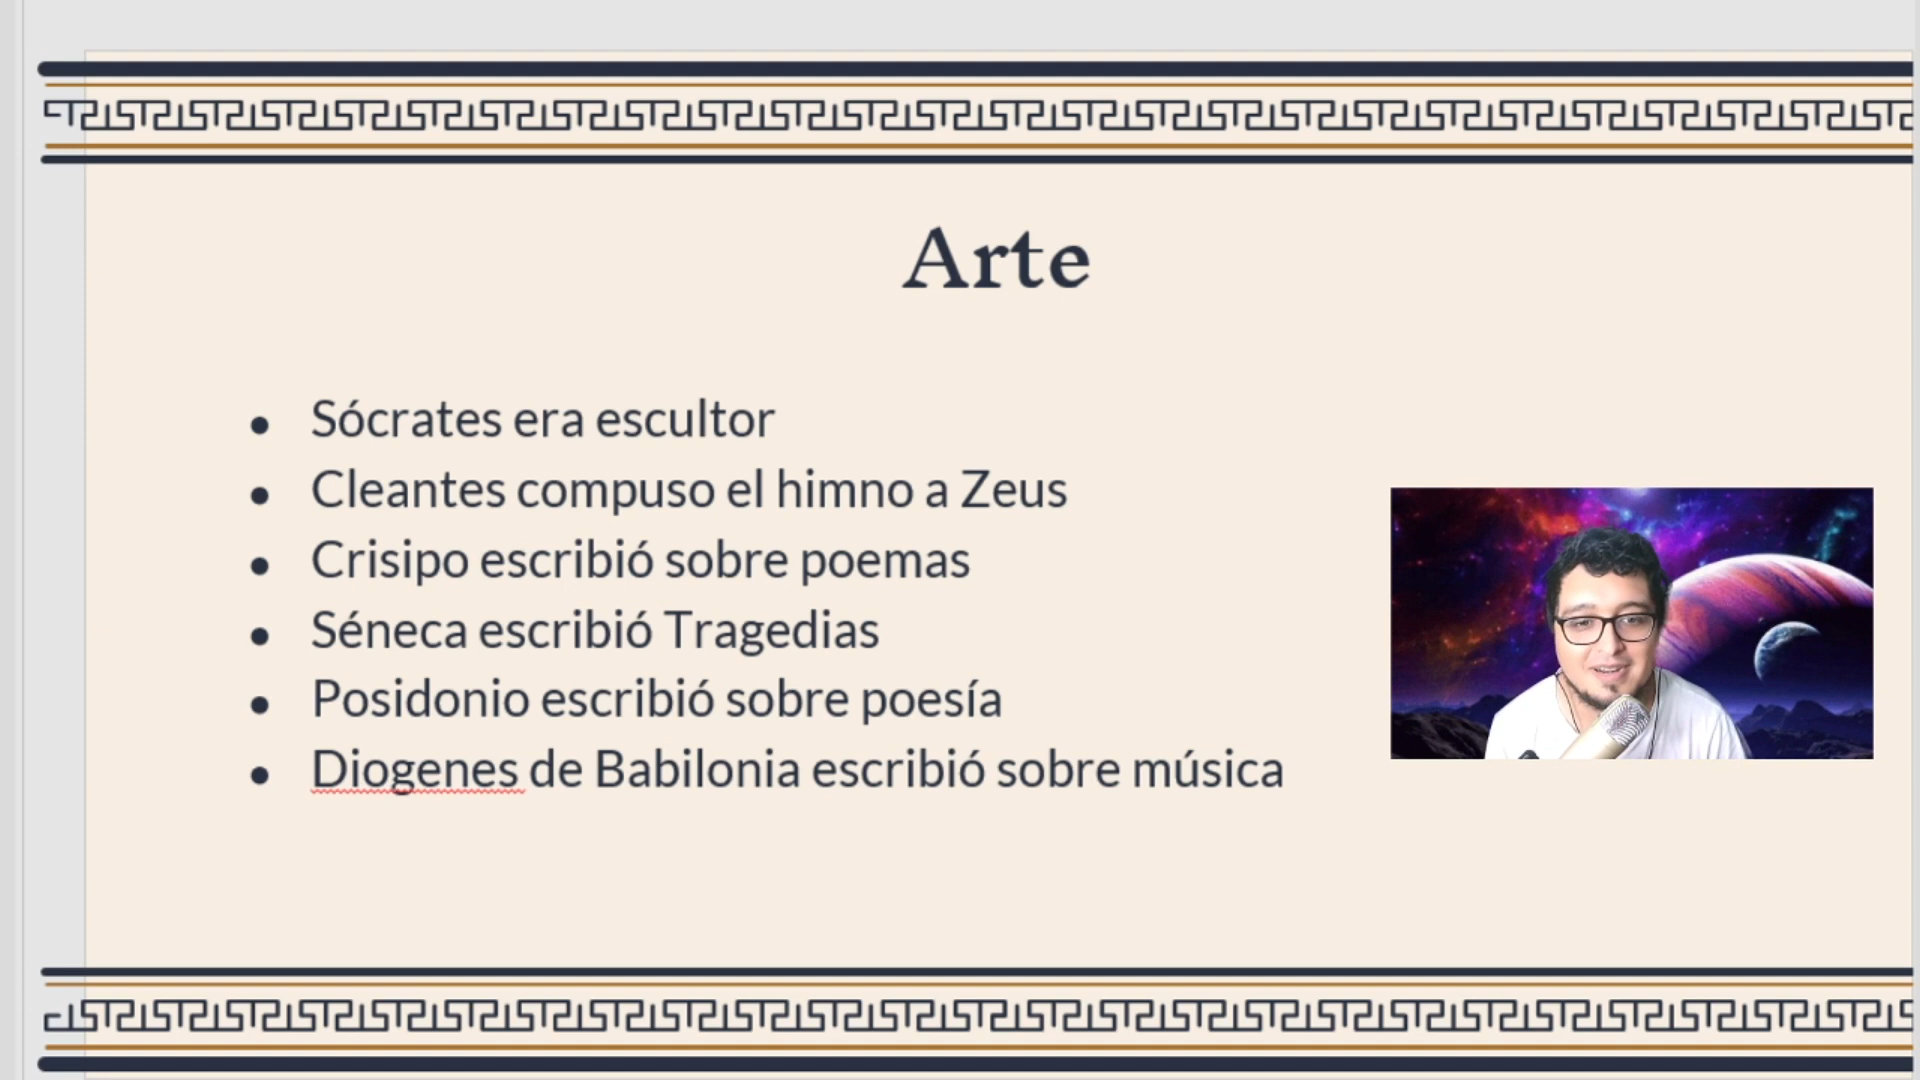 Arte
Sócrates era escultor
Cleantes compuso el himno a Zeus
Crisipo escribió sobre poemas
Séneca escribió Tragedias
Posidonio escribió sobre poesía
Diogenes de Babilonia escribió sobre música